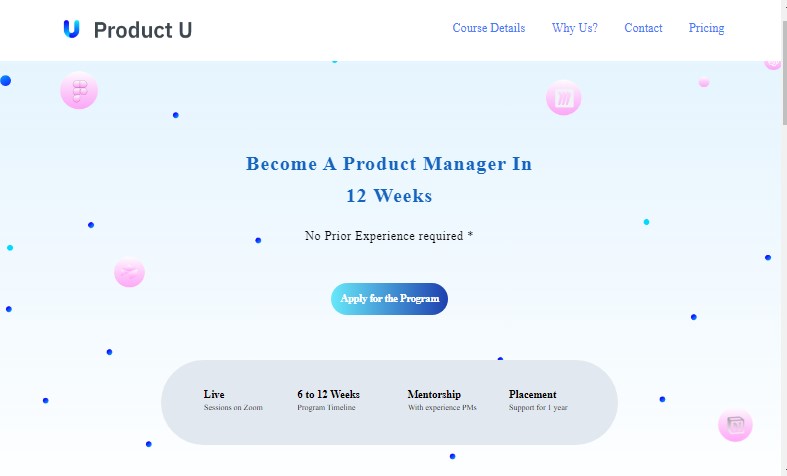 Product U
Course Details
Why Us?
Contact
Pricing
Become A Product Manager In
12 Weeks
No Prior Experience required *
Apply for the Program
Live
Sessions on Zoom
6 to 12 Weeks
Program Timeline
Mentorship
With experience PMs
Placement
Support for 1 year